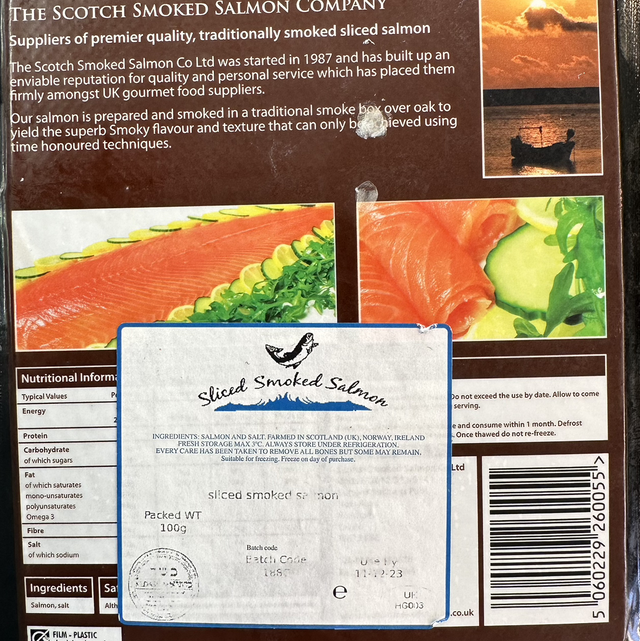 THE SCOTCH SMOKED SALMON COMPANY
Suppliers of premier quality, traditionally smoked sliced salmon
The Scotch Smoked Salmon Co Ltd was started in 1987 and has built up an
enviable reputation for quality and personal service which has placed them
firmly amongst UK gourmet food suppliers.
Our salmon is prepared and smoked in a traditional smoke box over oak to
yield the superb Smoky flavour and texture that can only be achieved using
time honoured techniques.
Nutritional Informa
Typical Values
Energy
Protein
Carbohydrate
of which sugars
Fat
of which saturates
mono-unsaturates
polyunsaturates
Omega 3
Fibre
Salt
of which sodium
Ingredients
Salmon, salt
FILM - PLASTIC
Sliced Smoked Salmon
INGREDIENTS: SALMON AND SALT. FARMED IN SCOTLAND (UK), NORWAY, IRELAND
FRESH STORAGE MAX 3°C. ALWAYS STORE UNDER REFRIGERATION.
EVERY CARE HAS BEEN TAKEN TO REMOVE ALL BONES BUT SOME MAY REMAIN.
Suitable for freezing. Freeze on day of purchase.
sliced smoked
Packed WT
100g
Batch code
Batch Code
e
UK
HG003
Do not exceed the use by date. Allow to come
serving.
e and consume within 1 month. Defrost
. Once thawed do not re-freeze.
Ltd
.co.uk
5 060229 260055 >